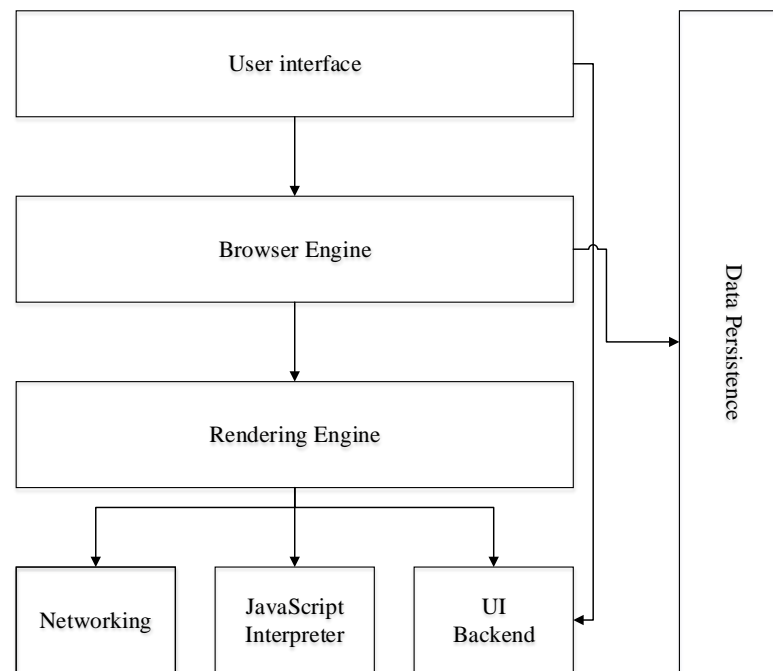 User interface
Browser Engine
Data Persistence
Rendering Engine
Networking
JavaScript
Interpreter
UI
Backend